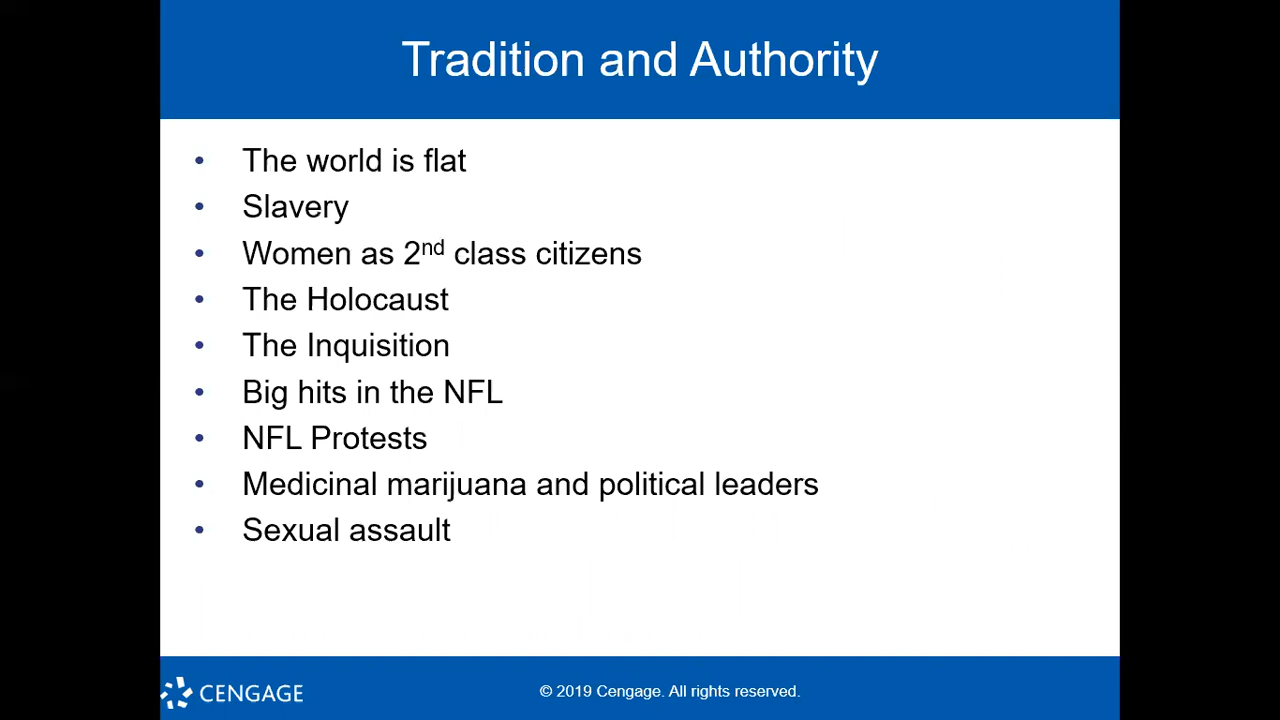 Tradition and Authority
• The world is flat
• Slavery
• Women as 2nd class citizens
• The Holocaust
• The Inquisition
• Big hits in the NFL
• NFL Protests
• Medicinal marijuana and political leaders
• Sexual assault
CENGAGE
© 2019 Cengage. All rights reserved.